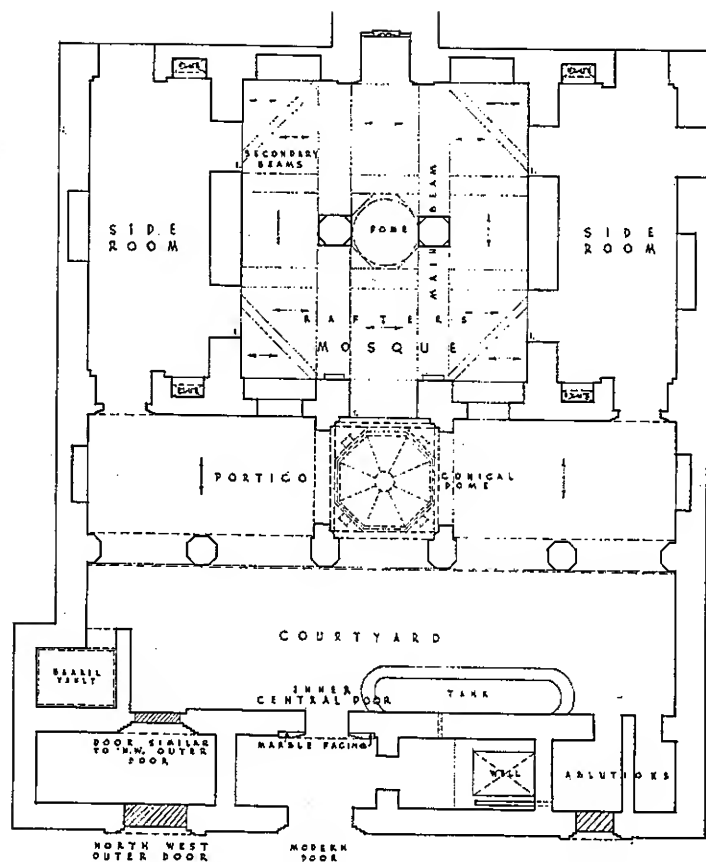 SECONDARY
BEAMS
MAIN BEAM
DOME
SIDE
ROOM
SIDE
ROOM
RAFTERS
MOSQUE
PORTICO
CONICAL
DOME
COURTYARD
BURIAL
VAULT
INNER
CENTRAL DOOR
TANK
DOOR SIMILAR
TO N.W. OUTER
DOOR
MARBLE FACING
WELL
ABLUTIONS
NORTH WEST
OUTER DOOR
MODERN
DOOR